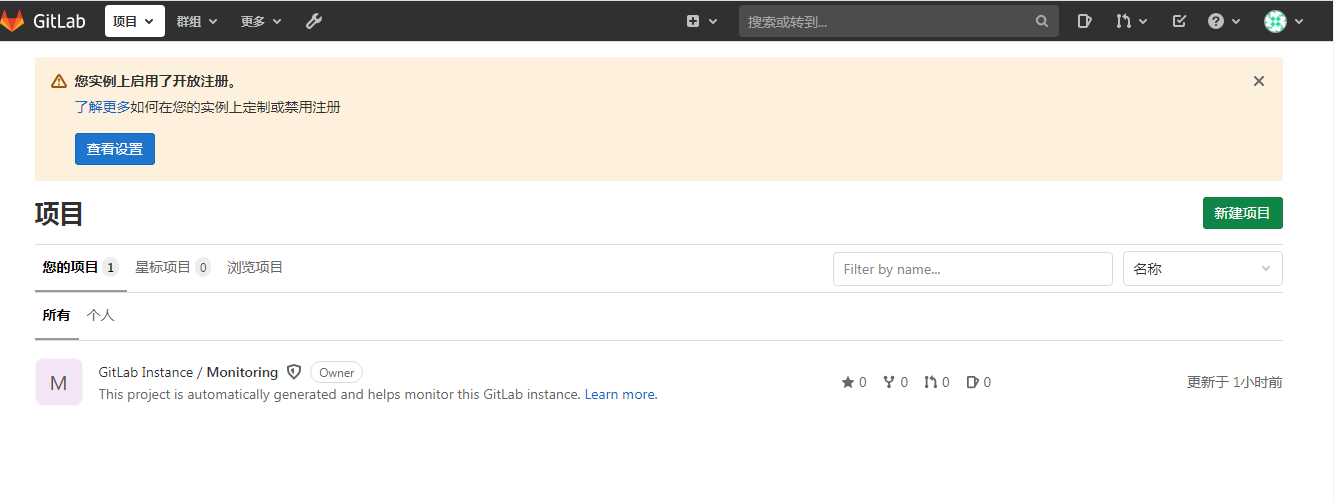 GitLab 项目 群组 更多 搜索或转到...
您实例上启用了开放注册。
了解更多如何在您的实例上定制或禁用注册
查看设置
项目
新建项目
您的项目 1 星标项目 0 浏览项目 Filter by name... 名称
所有 个人
M
GitLab Instance / Monitoring Owner
This project is automatically generated and helps monitor this GitLab instance. Learn more.
0 0 0 0
更新于 1小时前